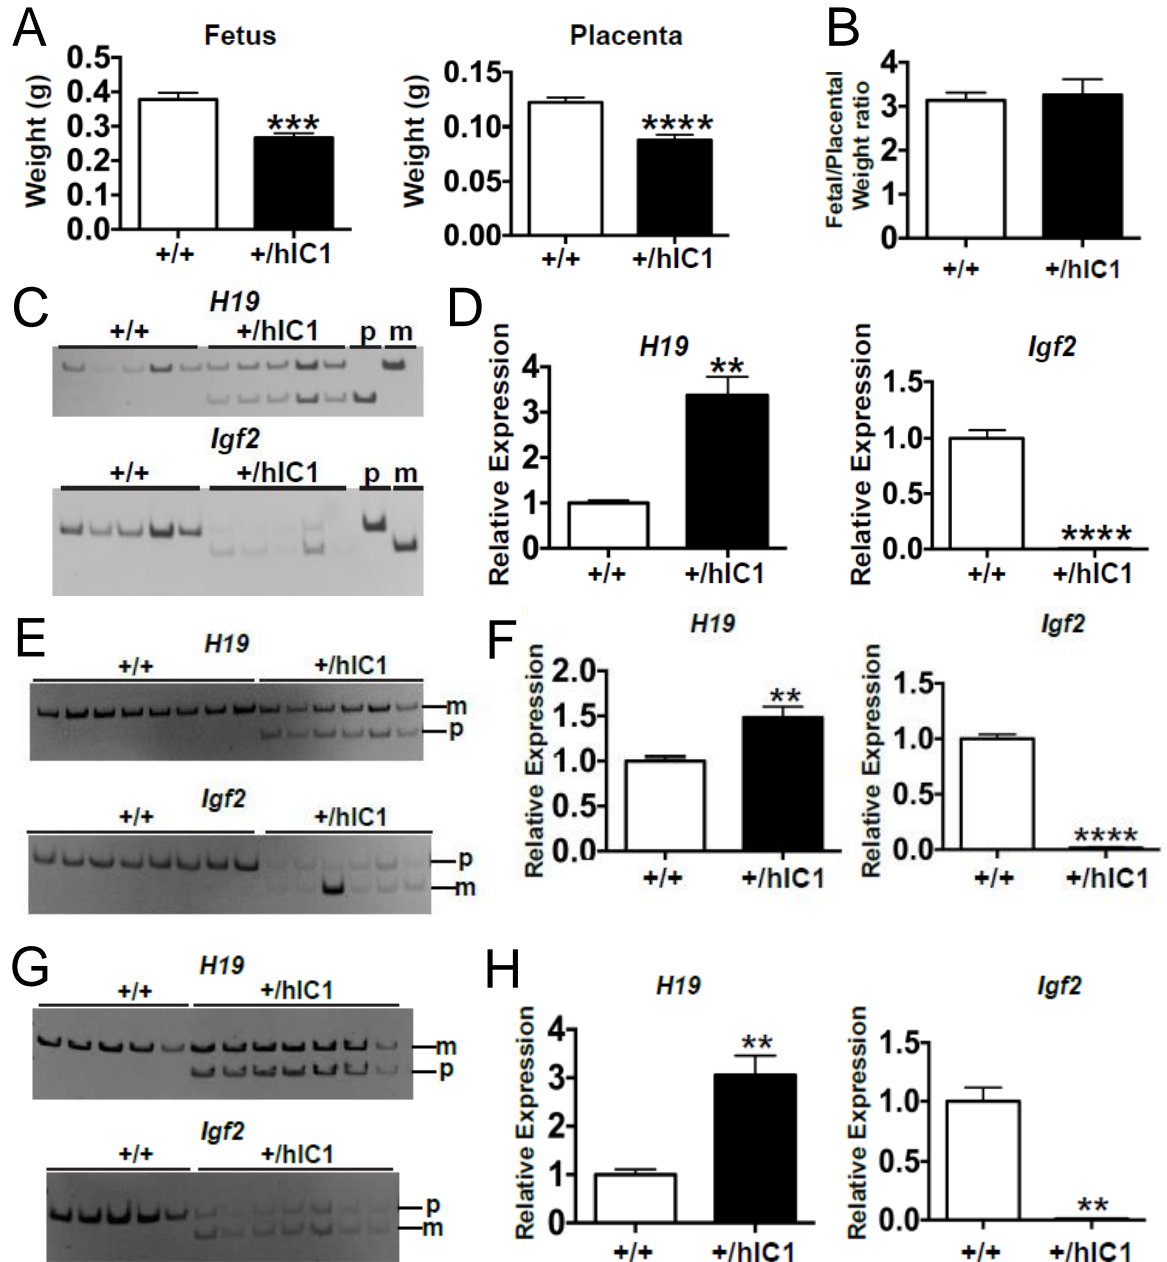 A
Fetus
Weight (g)
0.5
0.4
0.3
0.2
0.1
0.0
***
+/+
+/hIC1
Placenta
Weight (g)
0.15
0.10
0.05
0.00
****
+/+
+/hIC1
B
Fetal/Placental
Weight ratio
4
3
2
1
0
+/+
+/hIC1
C
H19
+/+
+/hIC1
p
m
Igf2
+/+
+/hIC1
p
m
D
H19
Relative Expression
4
3
2
1
0
**
+/+
+/hIC1
Igf2
Relative Expression
1.5
1.0
0.5
0.0
****
+/+
+/hIC1
E
H19
+/+
+/hIC1
m
p
Igf2
+/+
+/hIC1
p
m
F
H19
Relative Expression
2.0
1.5
1.0
0.5
0.0
**
+/+
+/hIC1
Igf2
Relative Expression
1.5
1.0
0.5
0.0
****
+/+
+/hIC1
G
H19
+/+
+/hIC1
m
p
Igf2
+/+
+/hIC1
p
m
H
H19
Relative Expression
4
3
2
1
0
**
+/+
+/hIC1
Igf2
Relative Expression
1.5
1.0
0.5
0.0
**
+/+
+/hIC1